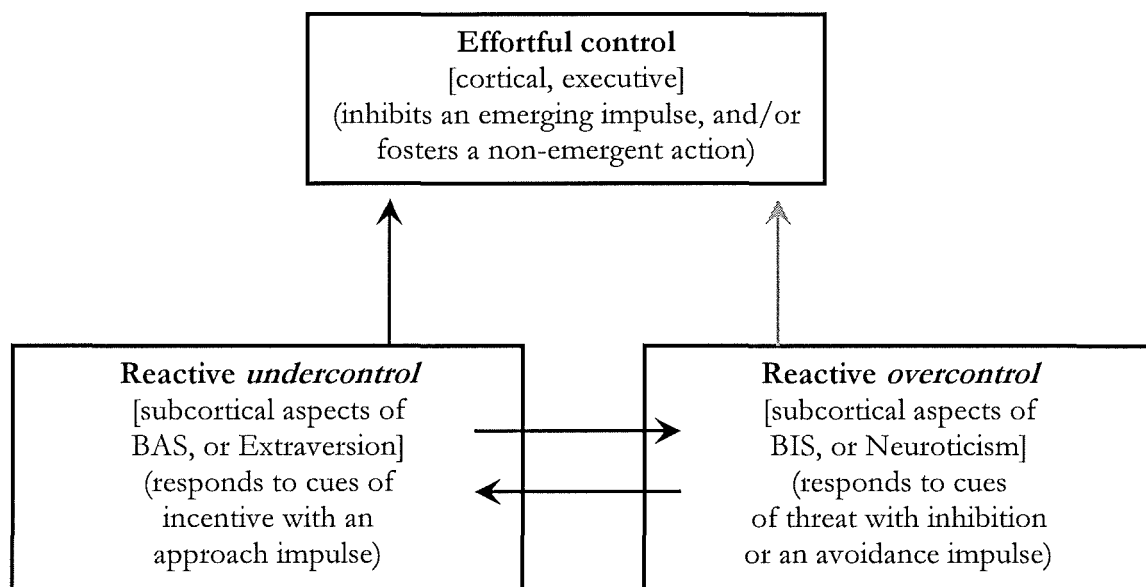 Effortful control
[cortical, executive]
(inhibits an emerging impulse, and/or
fosters a non-emergent action)
Reactive undercontrol
[subcortical aspects of
BAS, or Extraversion]
(responds to cues of
incentive with an
approach impulse)
Reactive overcontrol
[subcortical aspects of
BIS, or Neuroticism]
(responds to cues
of threat with inhibition
or an avoidance impulse)